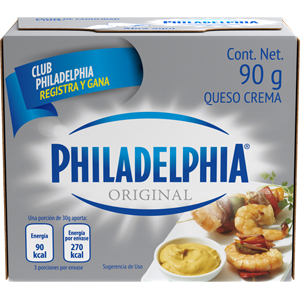 PHILADELPHIA
CLUB
PHILADELPHIA
REGISTRA Y GANA
Cont. Net.
90 g
QUESO CREMA
PHILADELPHIA®
ORIGINAL
Una porción de 30g aporta:
Energía
90
kcal
Energía
por envase
270
kcal
3 porciones por envase
Sugerencia de Uso